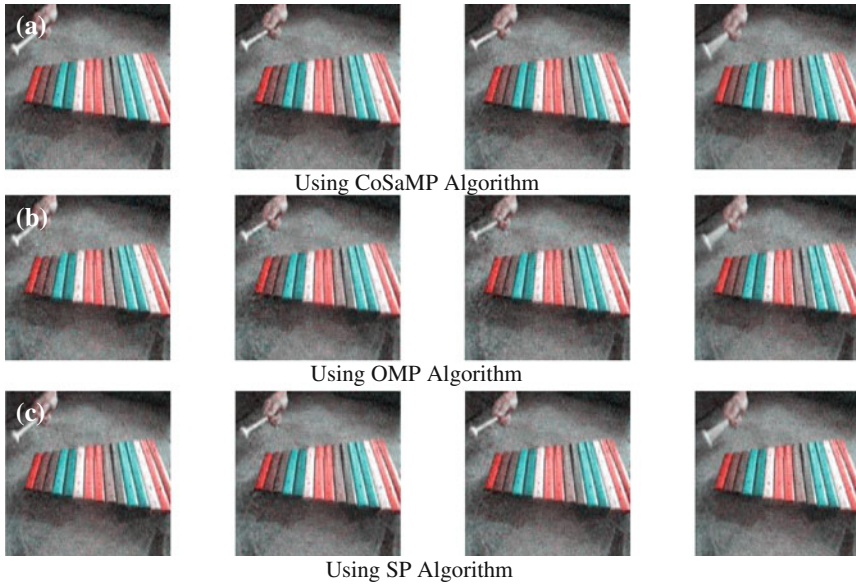 (a)
Using CoSaMP Algorithm
(b)
Using OMP Algorithm
(c)
Using SP Algorithm